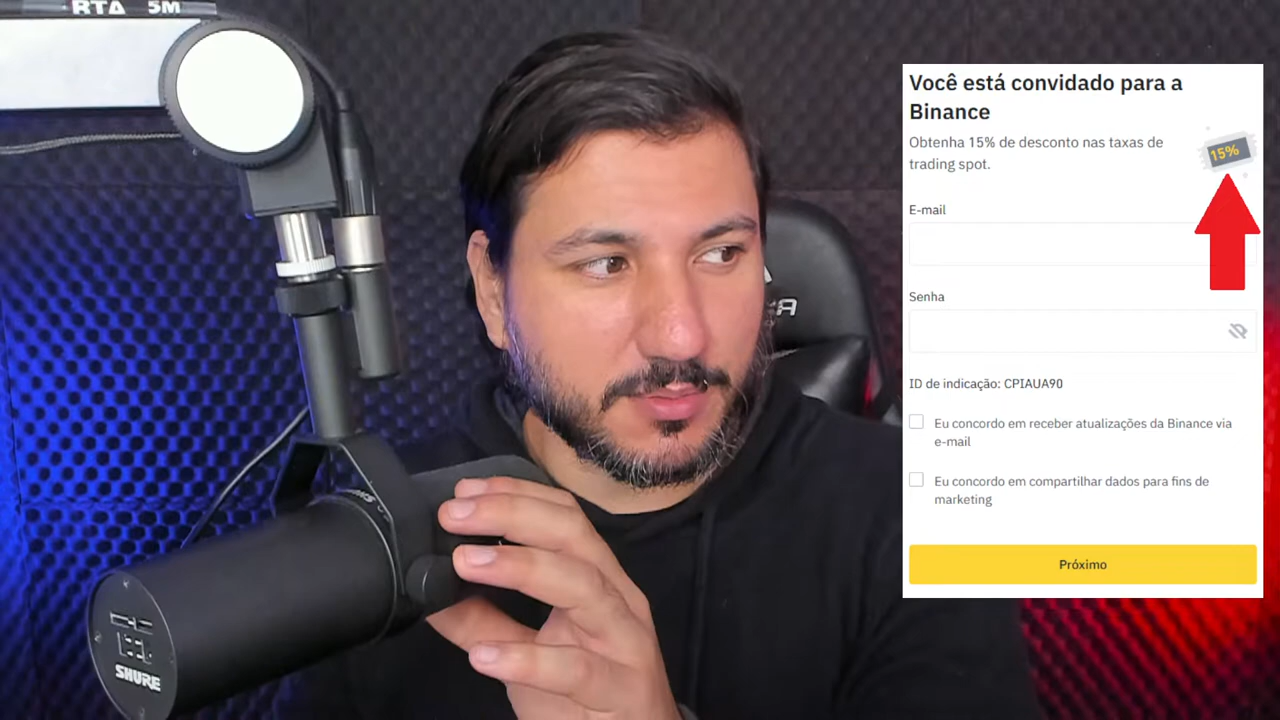 RTA 5M
SHURE
Você está convidado para a
Binance
Obtenha 15% de desconto nas taxas de
trading spot.
15%
E-mail
Senha
ID de indicação: CPIAUA90
Eu concordo em receber atualizações da Binance via
e-mail
Eu concordo em compartilhar dados para fins de
marketing
Próximo